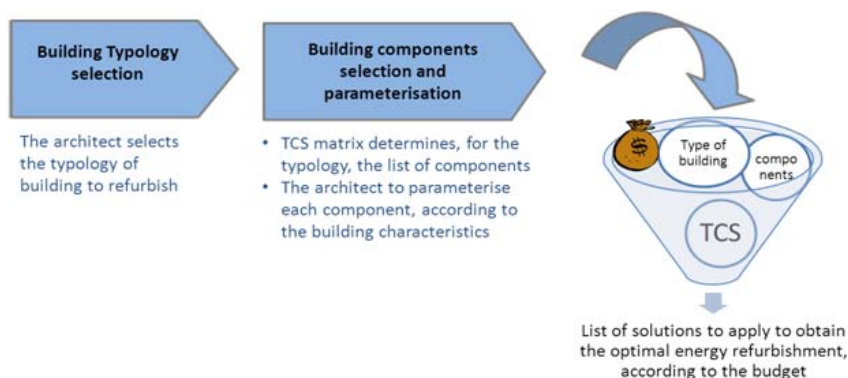 Building Typology
selection
The architect selects
the typology of
building to refurbish
Building components
selection and
parameterisation
• TCS matrix determines, for the
typology, the list of components
• The architect to parameterise
each component, according to
the building characteristics
$
Type of
building
compo
nents
TCS
List of solutions to apply to obtain
the optimal energy refurbishment,
according to the budget